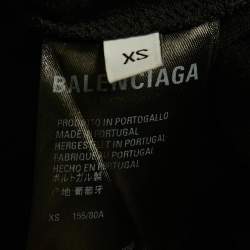 XS
BALENCIAGA
PRODOTTO IN PORTOGALLO
MADE IN PORTUGAL
HERGESTELLT IN PORTUGAL
FABRIQUÉ AU PORTUGAL
HECHO EN PORTUGAL
ポルトガル製
产地:葡萄牙
XS 155/80A